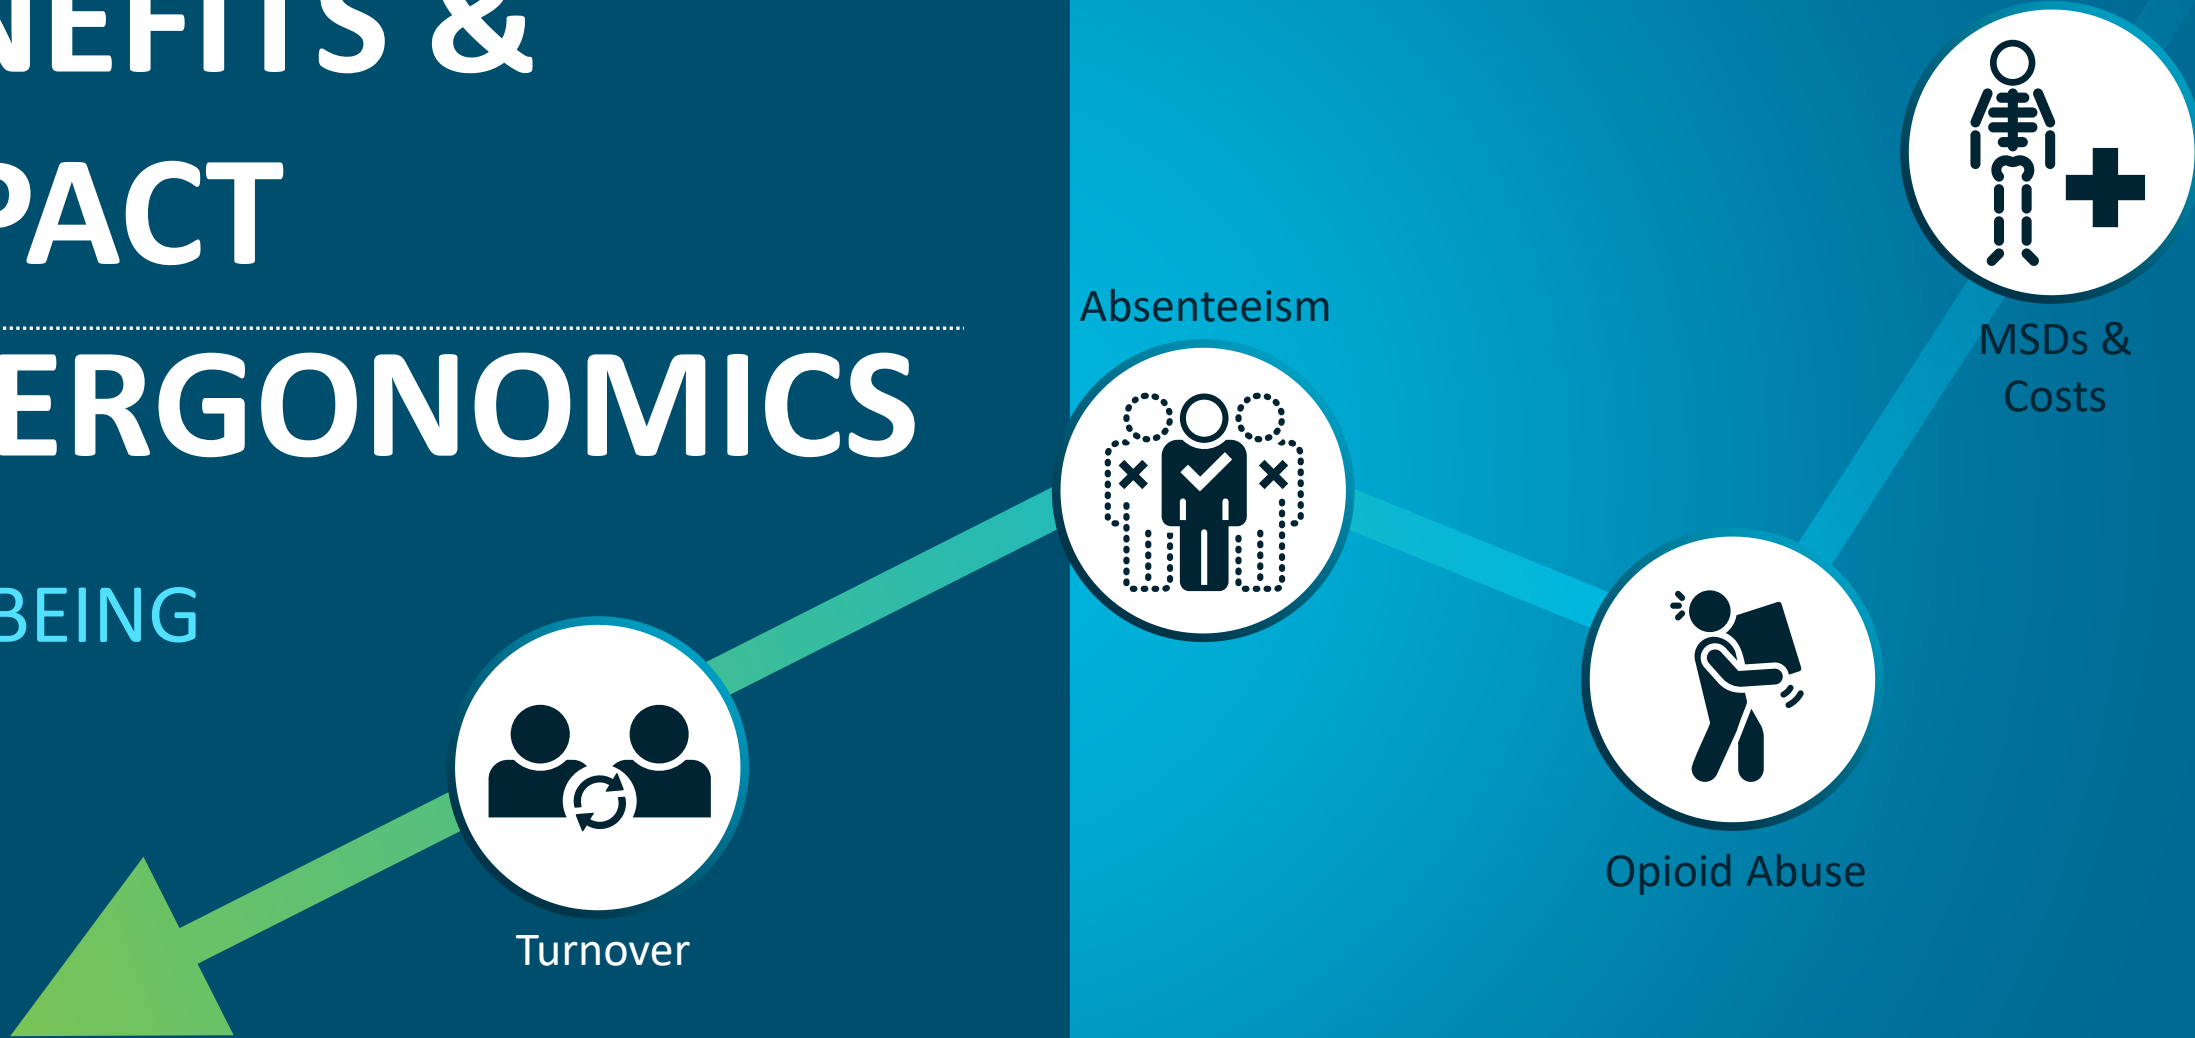 NEFITS &
PACT
ERGONOMICS
BEING
Absenteeism
MSDs &
Costs
Opioid Abuse
Turnover